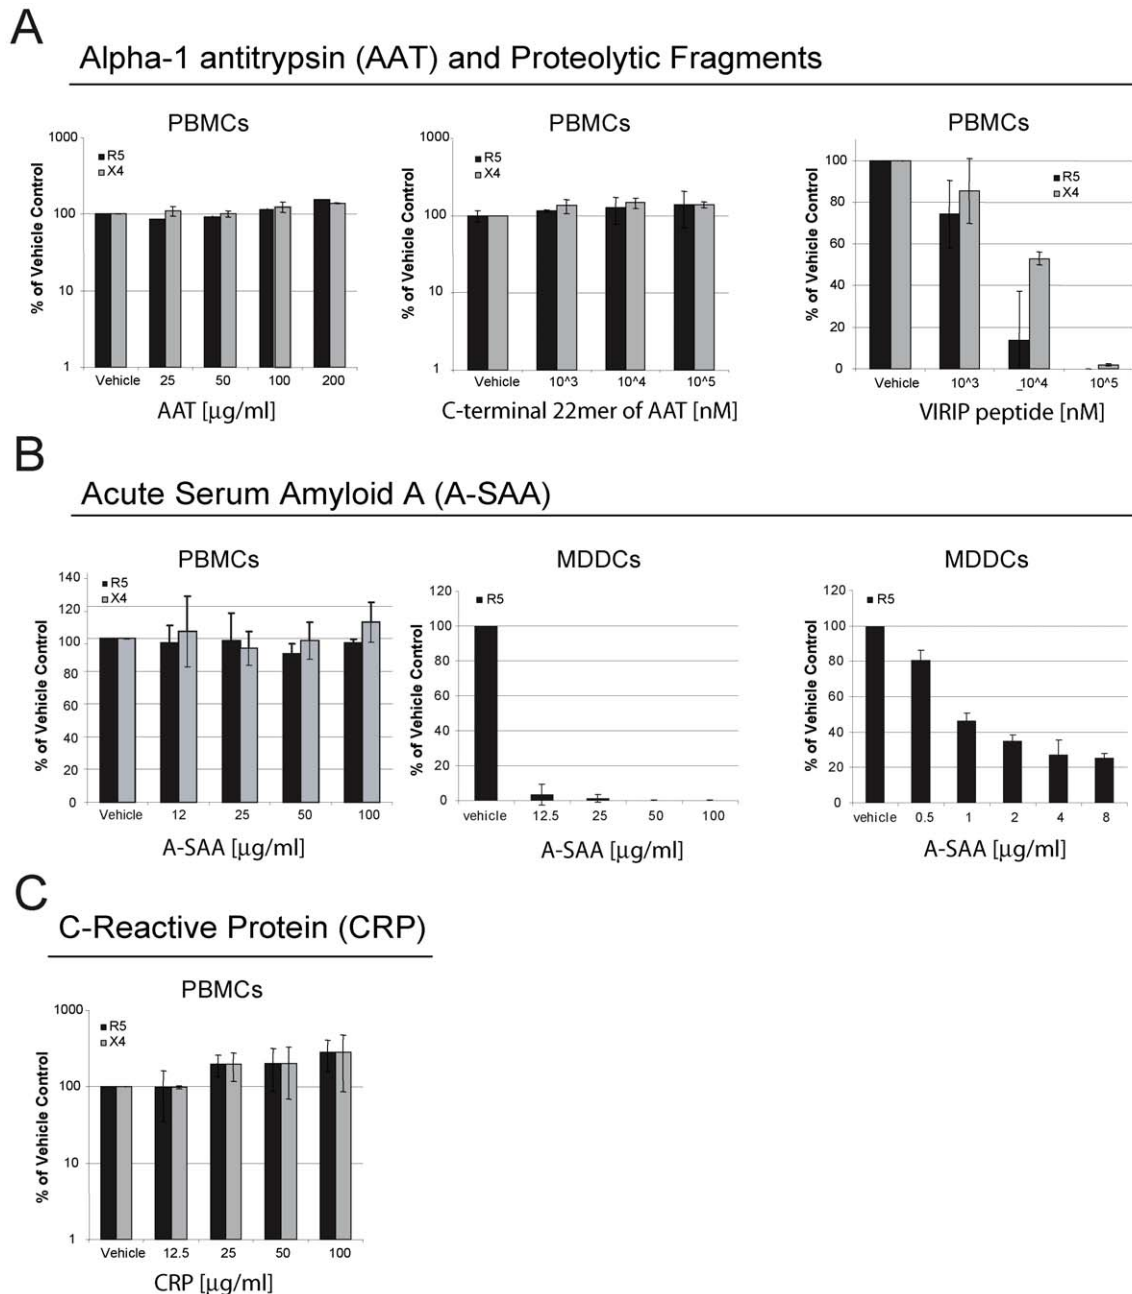 A
Alpha-1 antitrypsin (AAT) and Proteolytic Fragments
PBMCs
1000
100
10
1
% of Vehicle Control
R5
X4
Vehicle 25 50 100 200
AAT [µg/ml]
PBMCs
1000
100
10
1
% of Vehicle Control
R5
X4
Vehicle 10^3 10^4 10^5
C-terminal 22mer of AAT [nM]
PBMCs
100
80
60
40
20
0
% of Vehicle Control
R5
X4
Vehicle 10^3 _10^4 10^5
VIRIP peptide [nM]
B
Acute Serum Amyloid A (A-SAA)
PBMCs
140
120
100
80
60
40
20
0
% of Vehicle Control
R5
X4
Vehicle 12 25 50 100
A-SAA [µg/ml]
MDDCs
120
100
80
60
40
20
0
% of Vehicle Control
R5
vehicle 12.5 25 50 100
A-SAA [µg/ml]
MDDCs
120
100
80
60
40
20
0
% of Vehicle Control
R5
vehicle 0.5 1 2 4 8
A-SAA [µg/ml]
C
C-Reactive Protein (CRP)
PBMCs
1000
100
10
1
% of Vehicle Control
R5
X4
Vehicle 12.5 25 50 100
CRP [µg/ml]